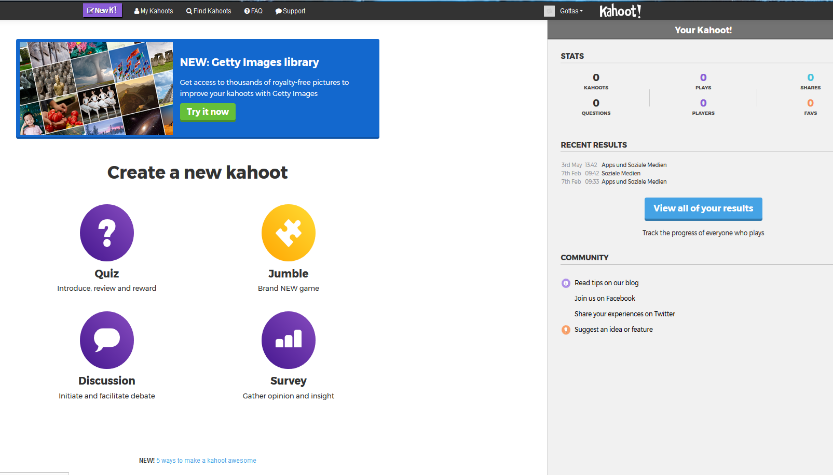 New K!
My Kahoots
Find Kahoots
FAQ
Support
Gottas
Kahoot!
NEW: Getty Images library
Get access to thousands of royalty-free pictures to
improve your kahoots with Getty Images
Try it now
Create a new kahoot
Quiz
Introduce, review and reward
Jumble
Brand NEW game
Discussion
Initiate and facilitate debate
Survey
Gather opinion and insight
NEW! 5 ways to make a kahoot awesome
Your Kahoot!
STATS
0 0 0
KAHOOTS PLAYS SHARES
0 0 0
QUESTIONS PLAYERS FAVS
RECENT RESULTS
3rd May 13:42 Apps und Soziale Medien
7th Feb 09:42 Soziale Medien
7th Feb 09:33 Apps und Soziale Medien
View all of your results
Track the progress of everyone who plays
COMMUNITY
Read tips on our blog
Join us on Facebook
Share your experiences on Twitter
Suggest an idea or feature